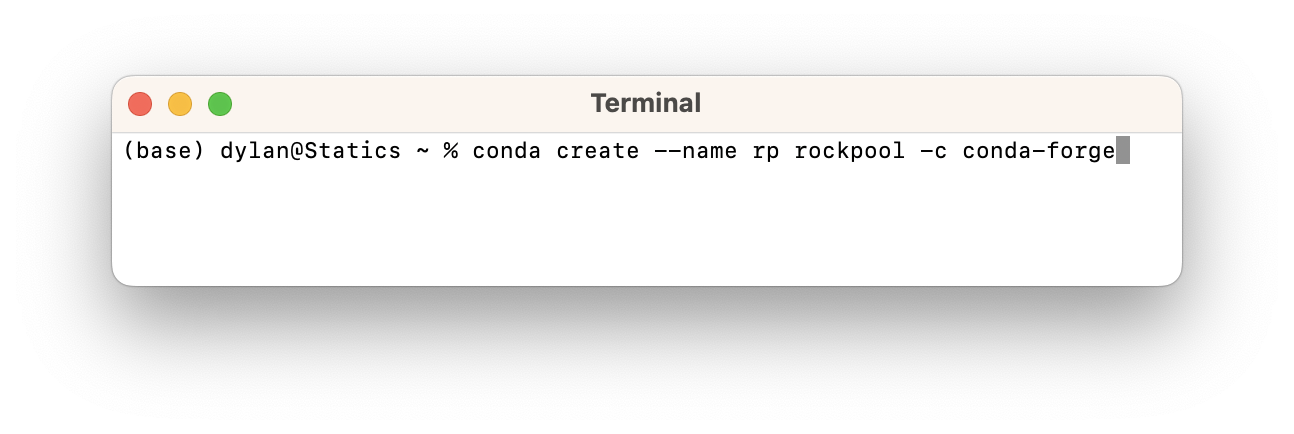 Terminal
(base) dylan@Statics ~ % conda create --name rp rockpool -c conda-forge